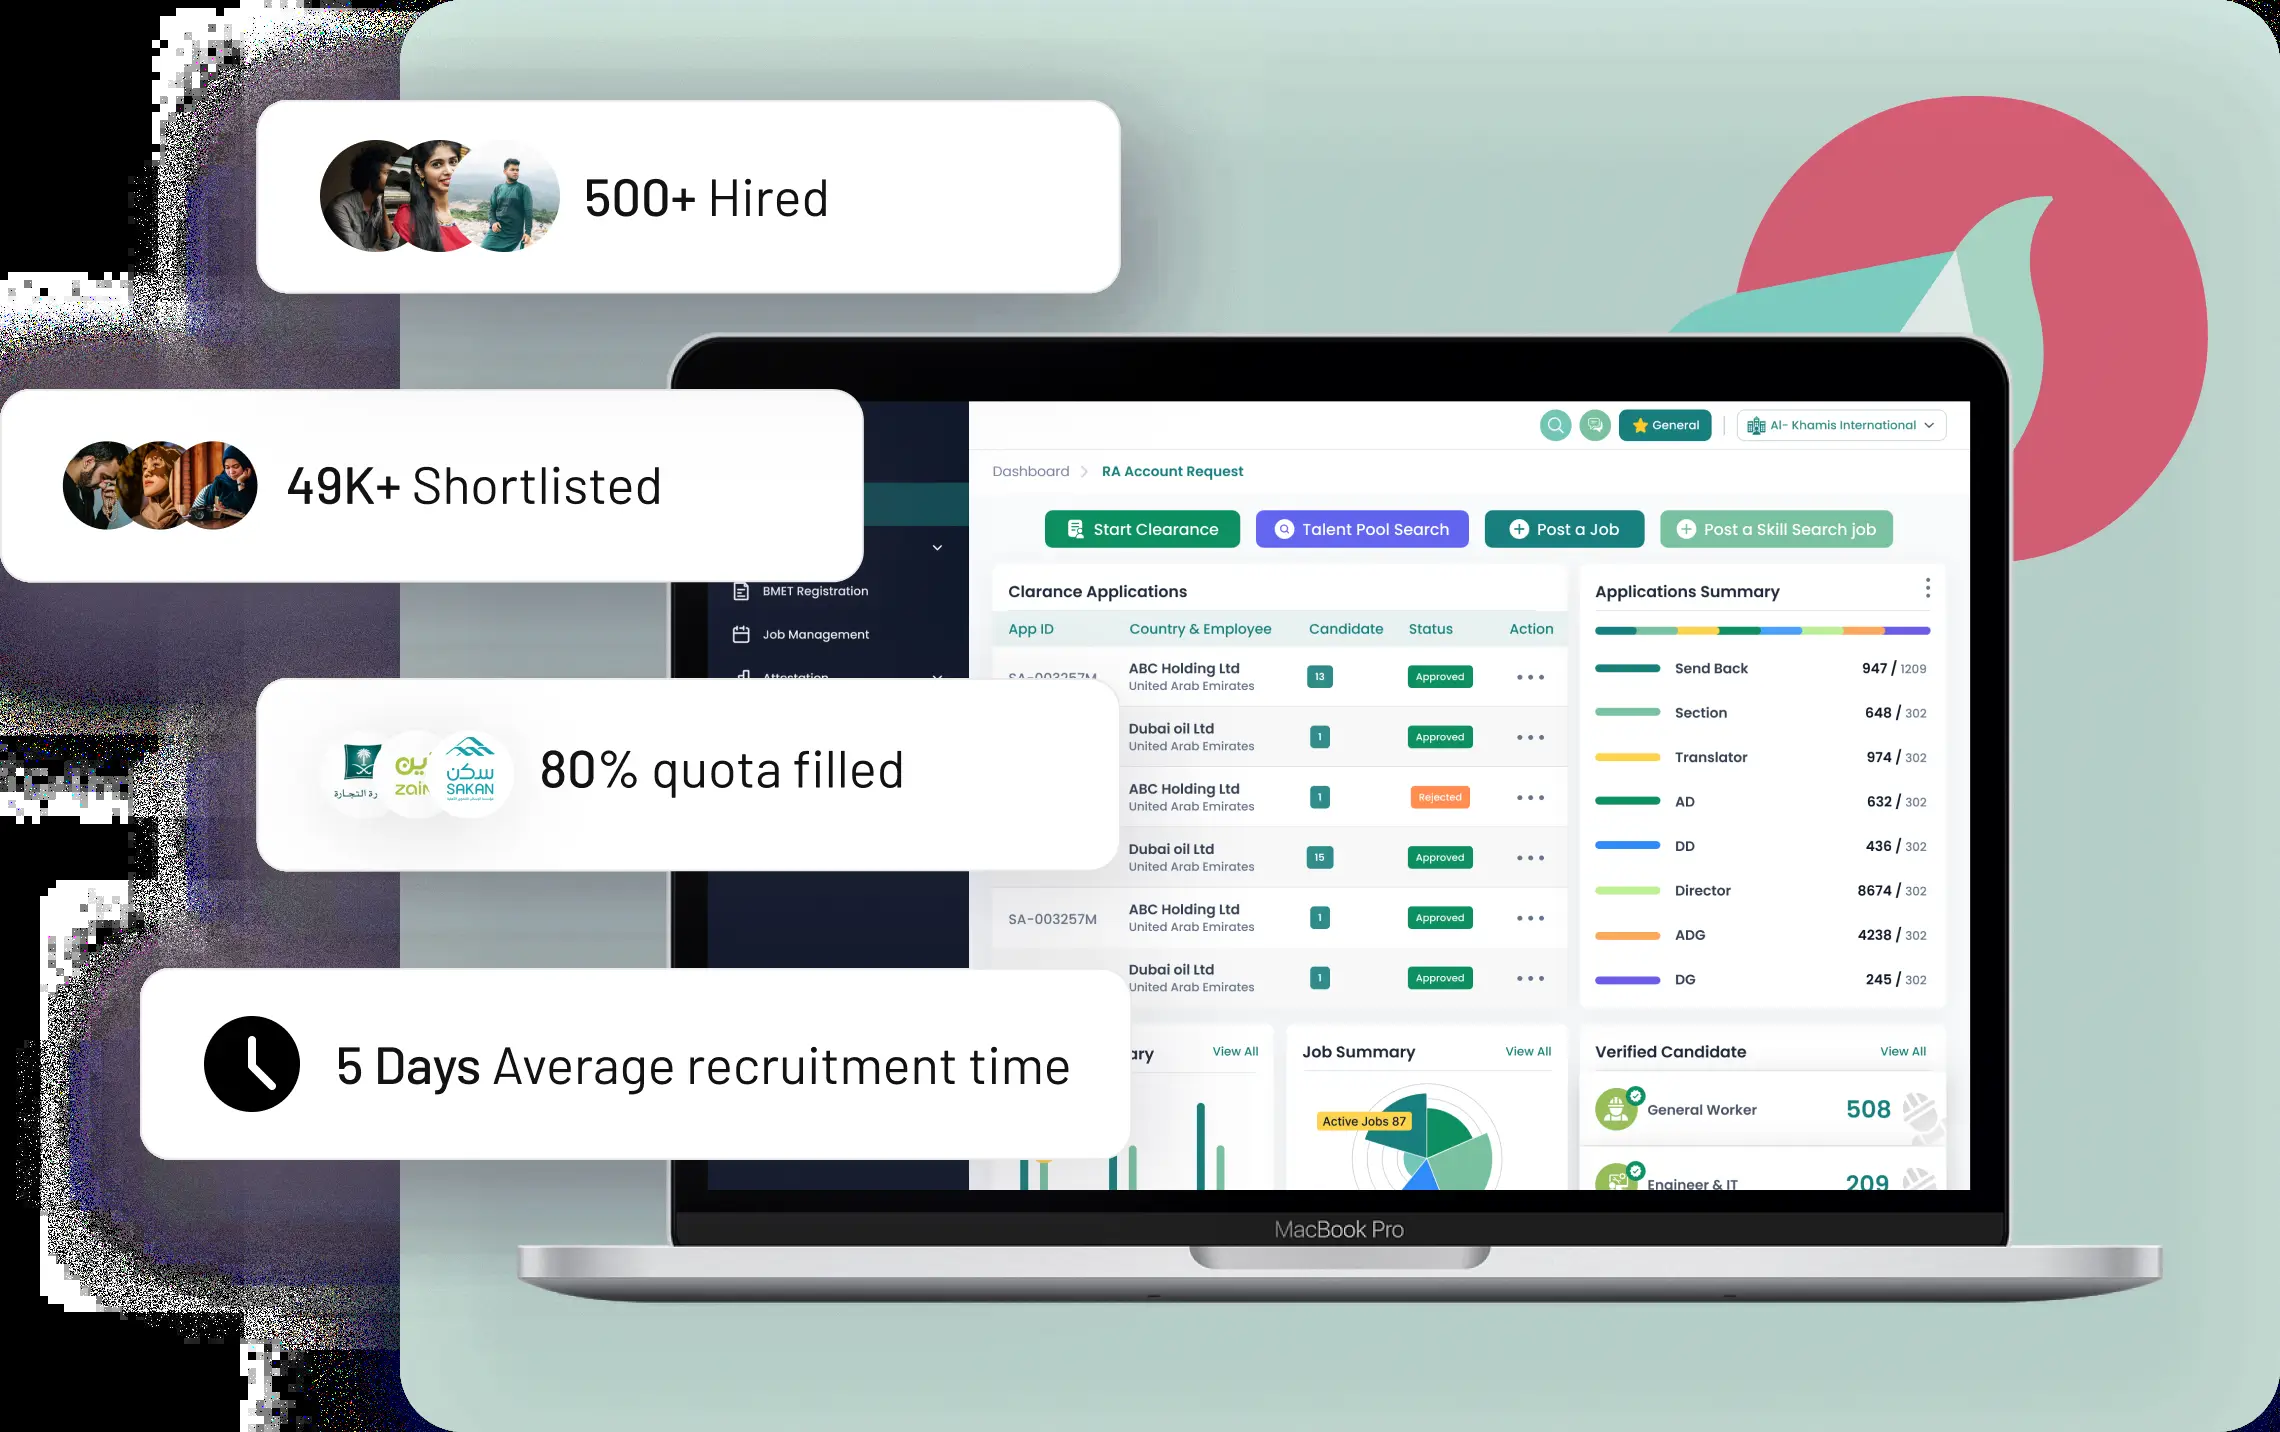 500+ Hired
49K+ Shortlisted
80% quota filled
رة التجارة
zain
سكن
SAKAN
5 Days Average recruitment time
General
Al- Khamis International
Dashboard
RA Account Request
Start Clearance
Talent Pool Search
Post a Job
Post a Skill Search job
BMET Registration
Job Management
Attestation
Clarance Applications
App ID Country & Employee Candidate Status Action
SA-003257M ABC Holding Ltd 13 Approved
United Arab Emirates
Dubai oil Ltd 1 Approved
United Arab Emirates
ABC Holding Ltd 1 Rejected
United Arab Emirates
Dubai oil Ltd 15 Approved
United Arab Emirates
SA-003257M ABC Holding Ltd 1 Approved
United Arab Emirates
Dubai oil Ltd 1 Approved
United Arab Emirates
Applications Summary
Send Back 947 / 1209
Section 648 / 302
Translator 974 / 302
AD 632 / 302
DD 436 / 302
Director 8674 / 302
ADG 4238 / 302
DG 245 / 302
ary View All
Job Summary View All
Active Jobs 87
Verified Candidate View All
General Worker 508
Engineer & IT 209
MacBook Pro